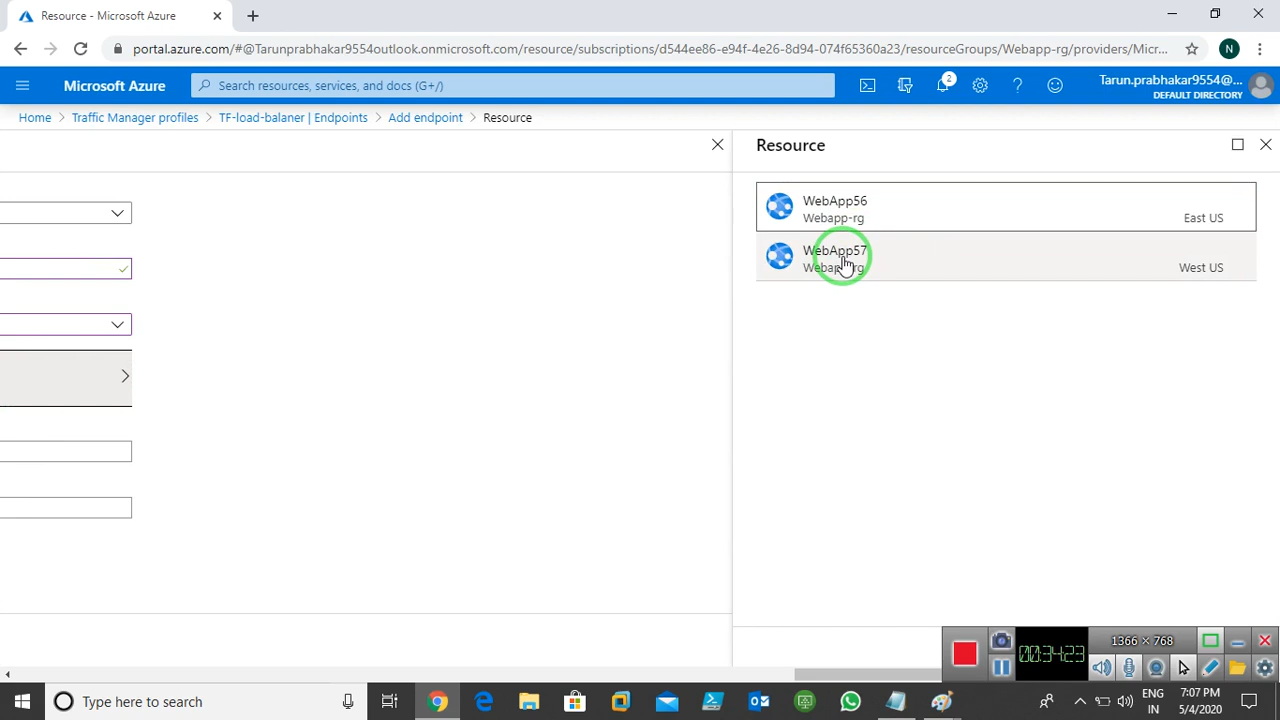 Resource - Microsoft Azure
portal.azure.com/#@Tarunprabhakar9554outlook.onmicrosoft.com/resource/subscriptions/d544ee86-e94f-4e26-8d94-074f65360a23/resourceGroups/Webapp-rg/providers/Micr...
N
Microsoft Azure
Search resources, services, and docs (G+/)
2
Tarun.prabhakar9554@...
DEFAULT DIRECTORY
Home
Traffic Manager profiles
TF-load-balaner | Endpoints
Add endpoint
Resource
Resource
WebApp56
Webapp-rg
East US
WebApp57
Webapp-rg
West US
1366 × 768
00:34:23
Type here to search
ENG
IN
7:07 PM
5/4/2020